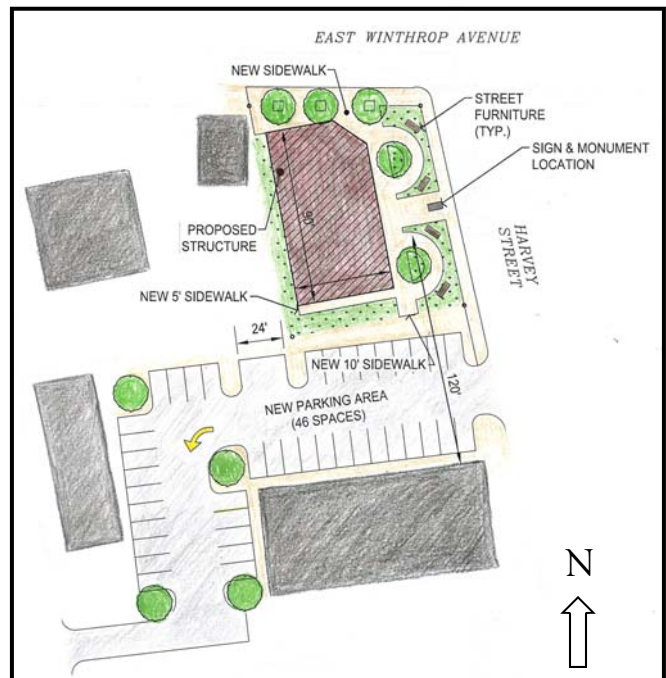 EAST WINTHROP AVENUE
NEW SIDEWALK
STREET
FURNITURE
(TYP.)
SIGN & MONUMENT
LOCATION
PROPOSED
STRUCTURE
90'
HARVEY
STREET
NEW 5' SIDEWALK
24'
NEW 10' SIDEWALK
120'
NEW PARKING AREA
(46 SPACES)
N